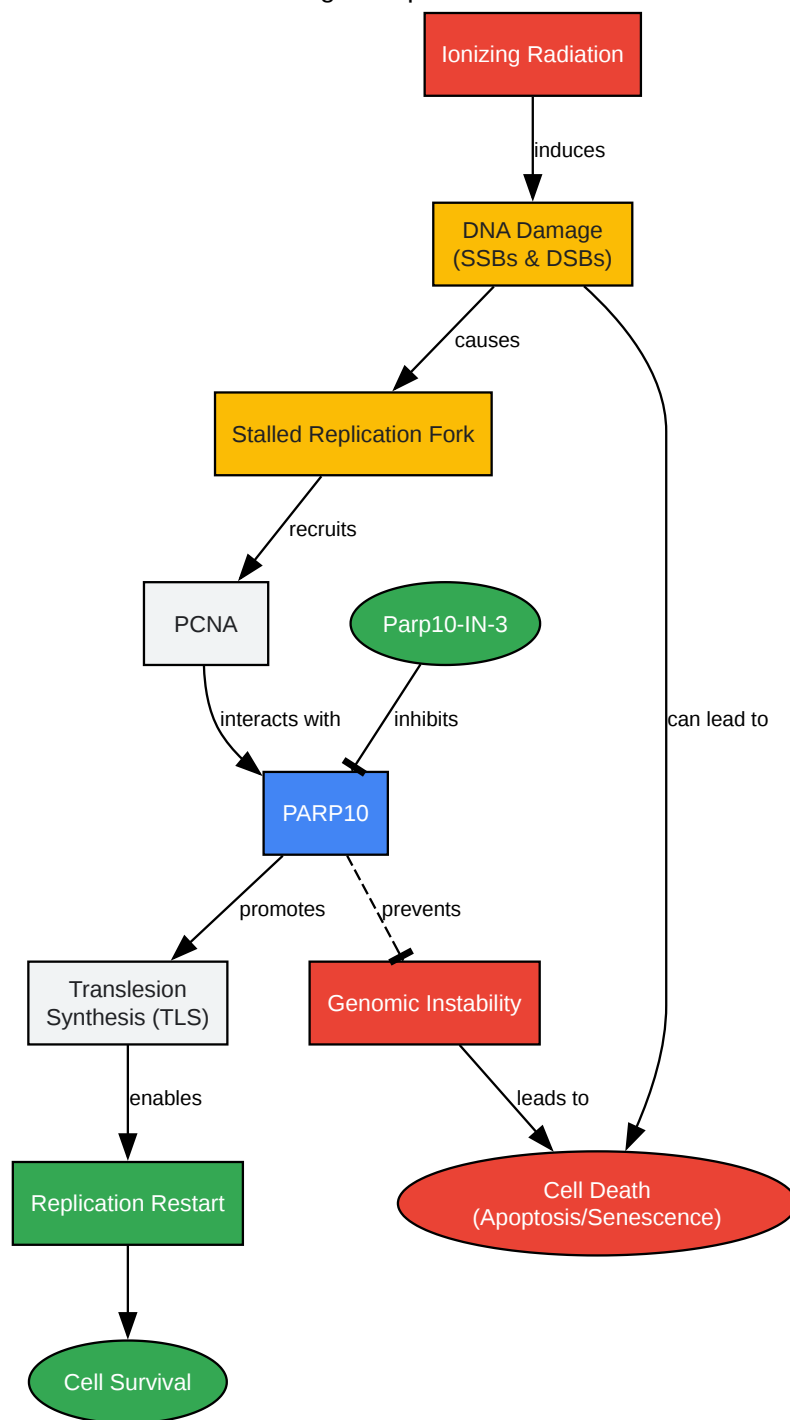 Ionizing Radiation
induces
DNA Damage
(SSBs & DSBs)
causes
Stalled Replication Fork
recruits
PCNA
Parp10-IN-3
interacts with
inhibits
can lead to
PARP10
promotes
prevents
Translesion
Synthesis (TLS)
Genomic Instability
enables
leads to
Replication Restart
Cell Death
(Apoptosis/Senescence)
Cell Survival